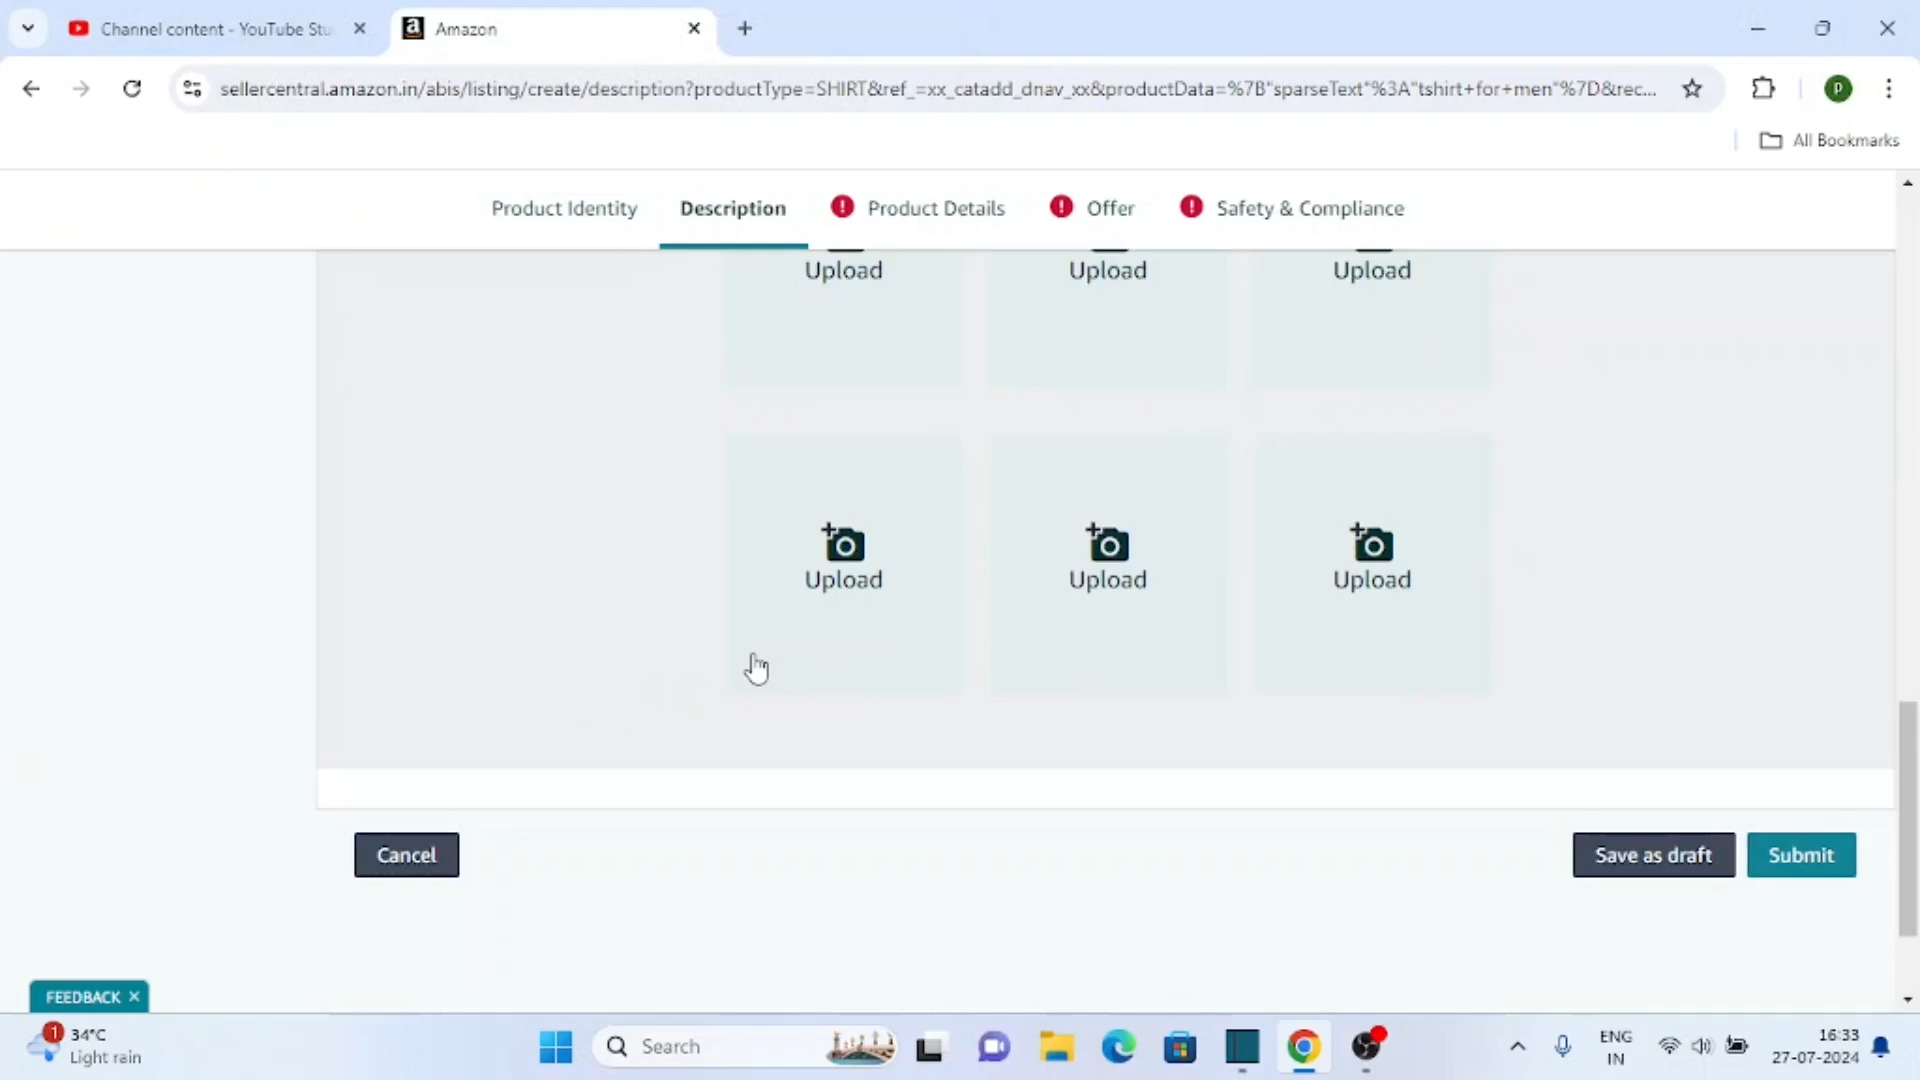 Channel content - YouTube Stu
Amazon
sellercentral.amazon.in/abis/listing/create/description?productType=SHIRT&ref_=xx_catadd_dnav_xx&productData=%7B"sparseText"%3A"tshirt+for+men"%7D&rec...
P
All Bookmarks
Product Identity
Description
! Product Details
! Offer
! Safety & Compliance
Upload
Upload
Upload
Upload
Upload
Upload
Cancel
Save as draft
Submit
FEEDBACK ×
1
34°C
Light rain
Search
ENG
IN
16:33
27-07-2024